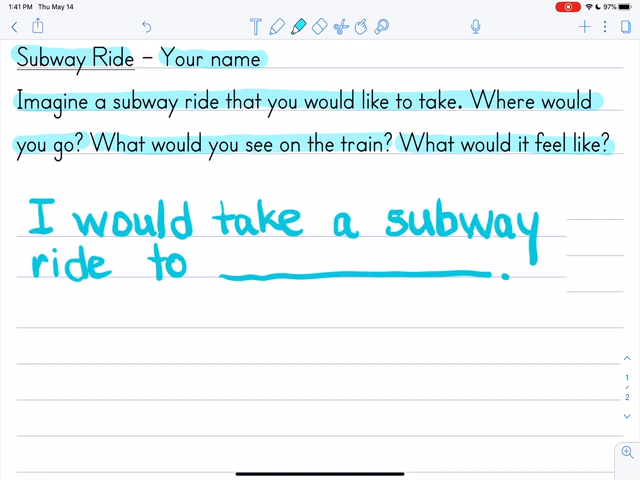 1:41 PM Thu May 14 97%
Subway Ride – Your name
Imagine a subway ride that you would like to take. Where would
you go? What would you see on the train? What would it feel like?
I would take a subway
ride to __________.
1
/
2